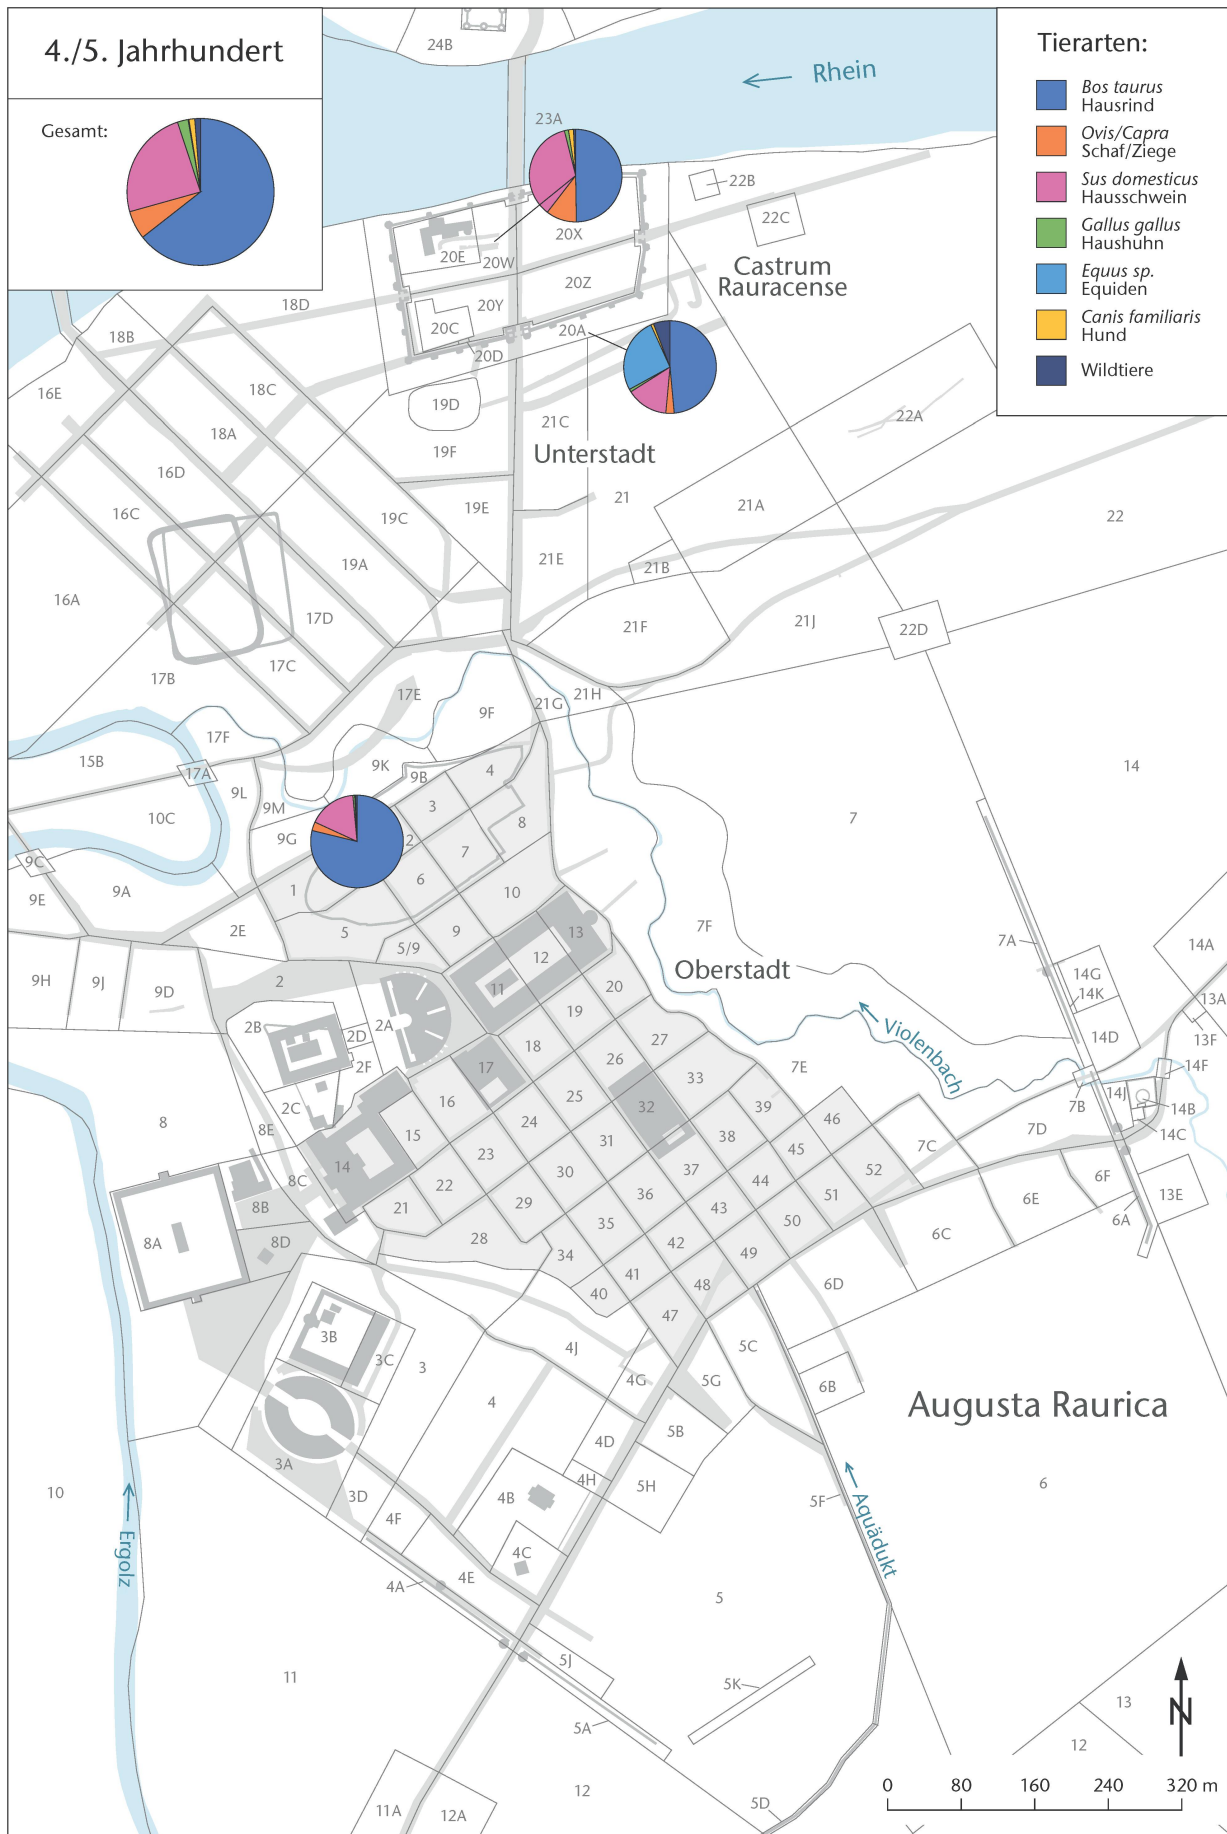 4./5. Jahrhundert
Gesamt:
Tierarten:
Bos taurus
Hausrind
Ovis/Capra
Schaf/Ziege
Sus domesticus
Hausschwein
Gallus gallus
Haushuhn
Equus sp.
Equiden
Canis familiaris
Hund
Wildtiere
24B
Rhein
23A
22B
22C
20X
20E
20W
20Z
Castrum
Rauracense
18D
20Y
20C
20A
18B
20D
16E
18C
19D
22A
21C
18A
19F
Unterstadt
16D
21
21A
19E
16C
19C
22
21E
19A
21B
16A
17D
21F
21J
22D
17C
17B
17E
21H
21G
9F
17F
15B
9K
14
17A
9B
4
9L
9M
3
10C
7
8
9G
2
7
9C
6
9A
1
10
9E
2E
5
9
5/9
13
7F
7A
12
14A
Oberstadt
9H
9J
9D
2
11
20
14G
14K
13A
19
2B
2A
2D
14D
13F
18
27
Violenbach
2F
26
17
7E
14F
33
7B
14J
25
2C
16
32
39
14B
8
8E
15
24
46
7D
14C
38
31
45
7C
23
14
30
37
52
6F
8C
44
13E
22
36
51
6E
8B
21
29
43
6A
35
50
8A
8D
28
42
6C
34
49
41
6D
48
40
47
3B
3C
3
4J
5C
4G
5G
6B
4
Augusta Raurica
5B
4D
3A
4H
5H
6
10
3D
4B
5F
4F
Aquädukt
Ergolz
4C
4E
4A
5
5J
11
5K
13
5A
12
12
0 80 160 240 320 m
N
11A
12A
5D